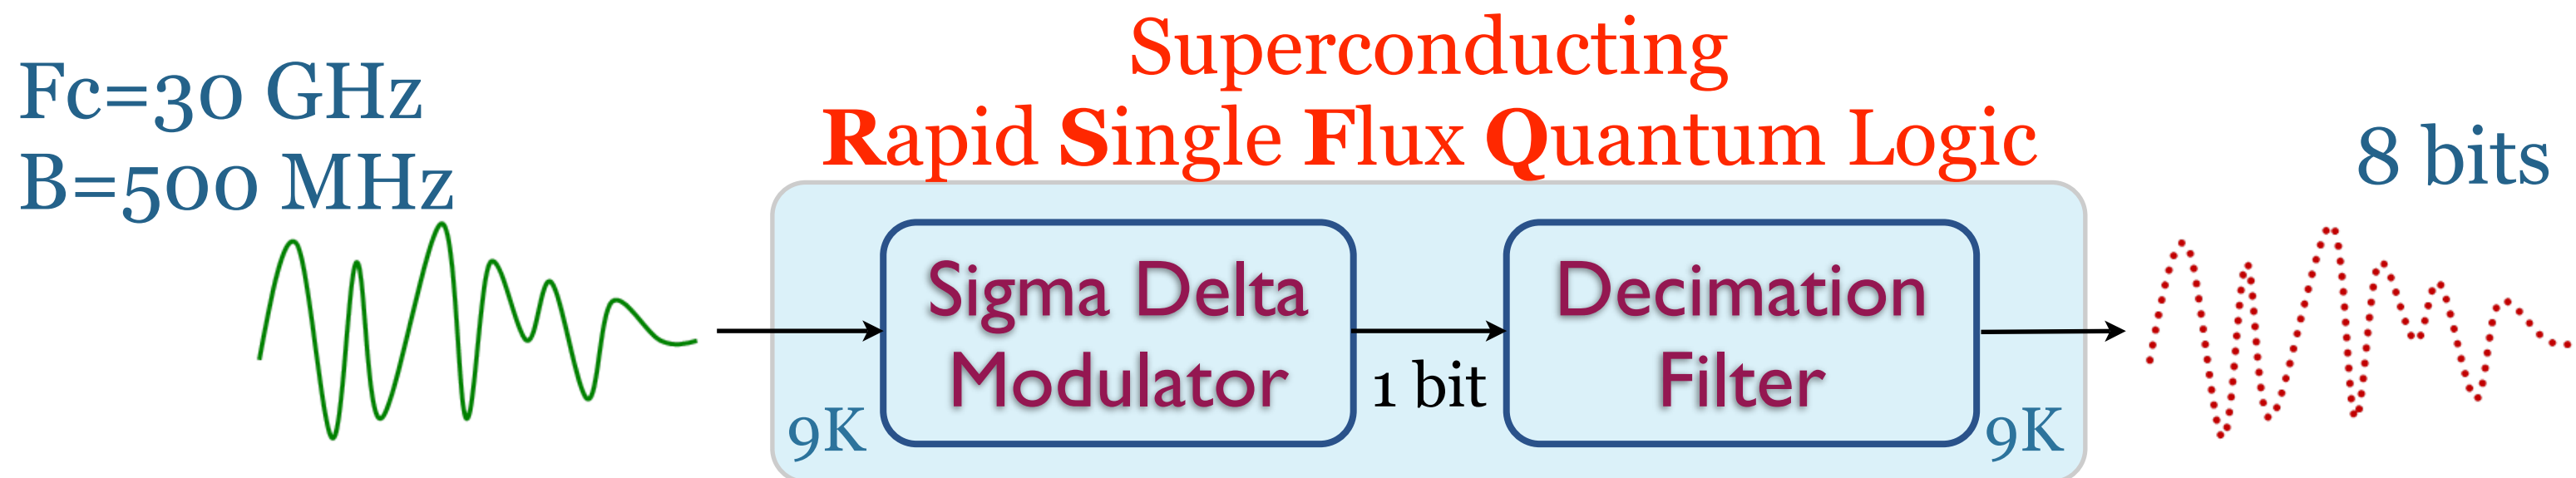 Superconducting
Rapid Single Flux Quantum Logic
Fc=30 GHz
B=500 MHz
8 bits
Sigma Delta
Modulator
1 bit
Decimation
Filter
9K
9K